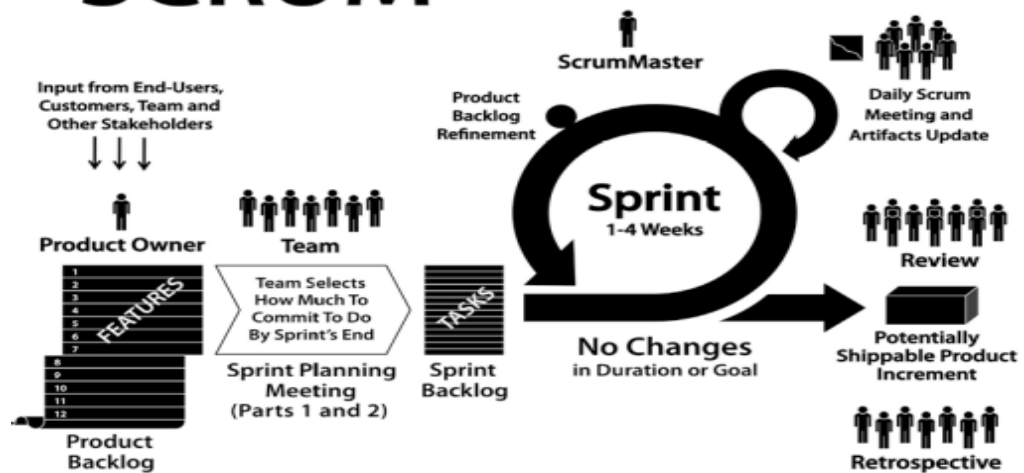 SCRUM
ScrumMaster
Input from End-Users,
Customers, Team and
Other Stakeholders
Product
Backlog
Refinement
Daily Scrum
Meeting and
Artifacts Update
Product Owner
Team
Sprint
1-4 Weeks
Review
1
2
3
4
5
6
7
FEATURES
8
9
10
11
12
Team Selects
How Much To
Commit To Do
By Sprint's End
TASKS
Sprint Planning
Meeting
(Parts 1 and 2)
Sprint
Backlog
No Changes
in Duration or Goal
Potentially
Shippable Product
Increment
Product
Backlog
Retrospective